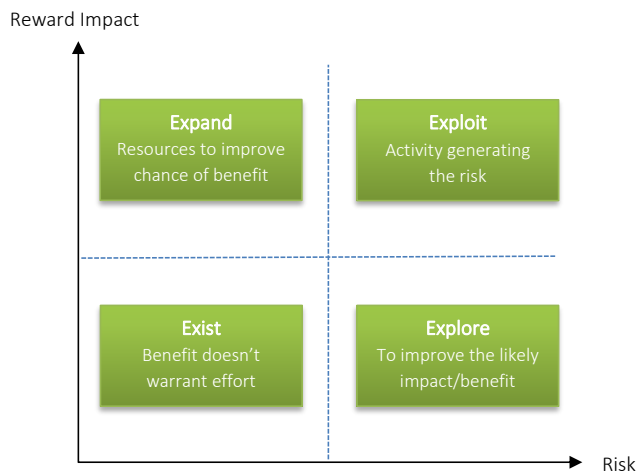 Reward Impact
Expand
Resources to improve
chance of benefit
Exploit
Activity generating
the risk
Exist
Benefit doesn’t
warrant effort
Explore
To improve the likely
impact/benefit
Risk